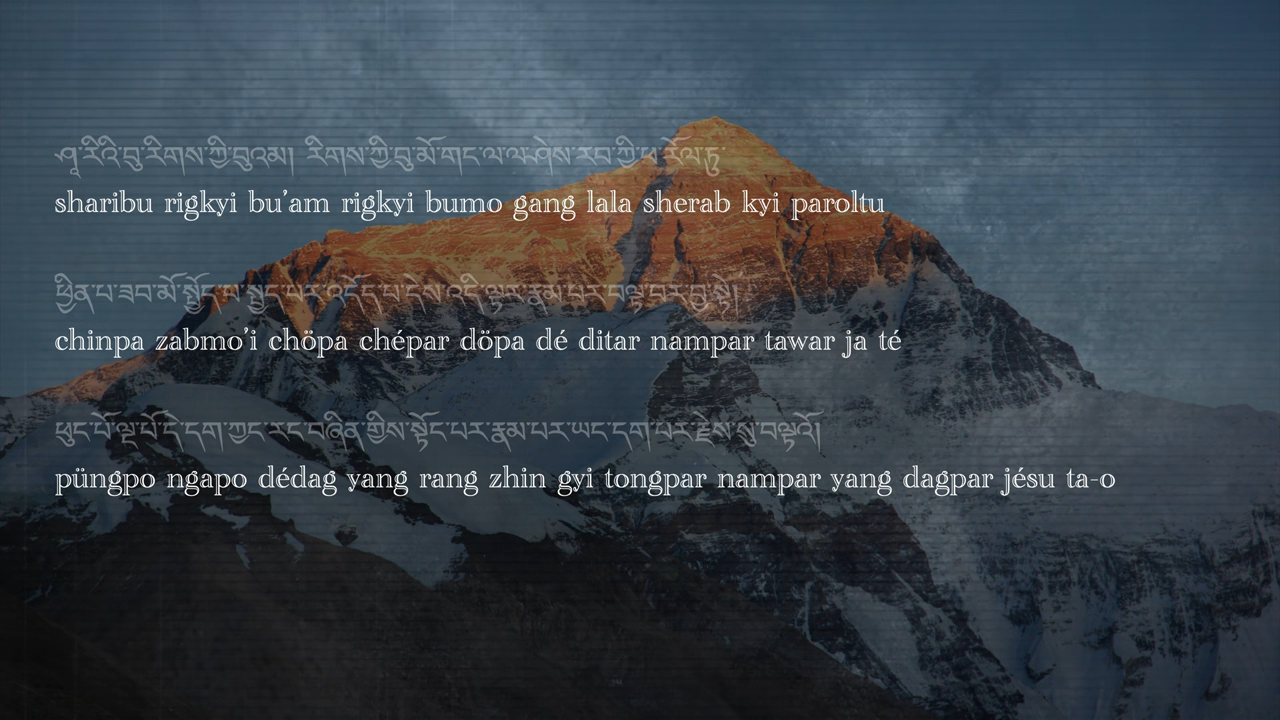 ཤཱ་རིའི་བུ་རིགས་ཀྱི་བུའམ། རིགས་ཀྱི་བུ་མོ་གང་ལ་ལ་ཤེས་རབ་ཀྱི་ཕ་རོལ་ཏུ་
sharibu rigkyi bu'am rigkyi bumo gang lala sherab kyi paroltu
ཕྱིན་པ་ཟབ་མོ་སྤྱོད་པ་སྤྱད་པར་འདོད་པ་དེས་འདི་ལྟར་རྣམ་པར་བལྟ་བར་བྱ་སྟེ།
chinpa zabmo'i chöpa chépar döpa dé ditar nampar tawar ja té
ཕུང་པོ་ལྔ་པོ་དེ་དག་ཀྱང་རང་བཞིན་གྱིས་སྟོང་པར་རྣམ་པར་ཡང་དག་པར་རྗེས་སུ་བལྟའོ།
püngpo ngapo dédag yang rang zhin gyi tongpar nampar yang dagpar jésu ta-o